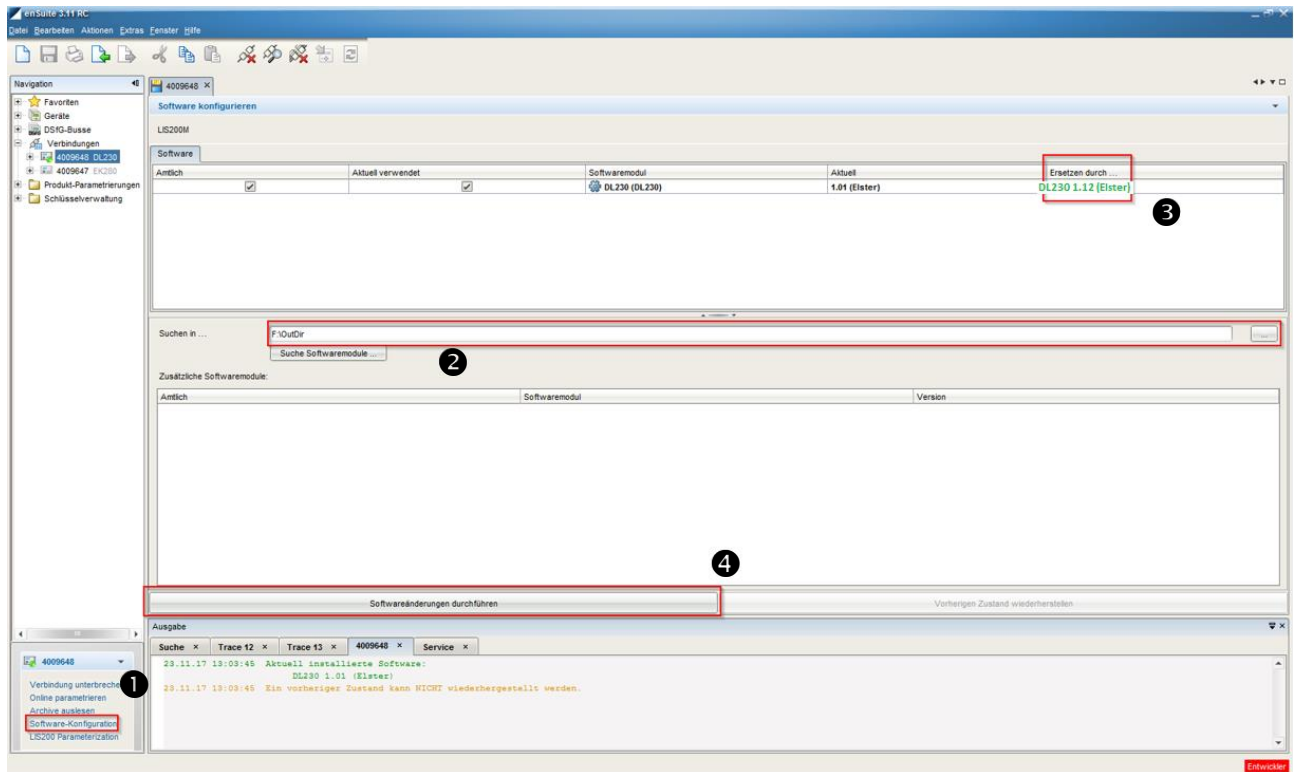 enSuite 3.11 RC
Datei Bearbeiten Aktionen Extras Fenster Hilfe
Navigation
Favoriten
Geräte
DSfG-Busse
Verbindungen
4009648 DL230
4009647 EK280
Produkt-Parametrierungen
Schlüsselverwaltung
4009648
Software konfigurieren
LIS200M
Software
Amtlich Aktuell verwendet Softwaremodul Aktuell Ersetzen durch ...
DL230 (DL230) 1.01 (Elster) DL230 1.12 (Elster)
3
Suchen in ... F:\OutDir ...
Suche Softwaremodule ...
2
Zusätzliche Softwaremodule:
Amtlich Softwaremodul Version
4
Softwareänderungen durchführen Vorherigen Zustand wiederherstellen
Ausgabe
Suche Trace 12 Trace 13 4009648 Service
23.11.17 13:03:45 Aktuell installierte Software:
DL230 1.01 (Elster)
23.11.17 13:03:45 Ein vorheriger Zustand kann NICHT wiederhergestellt werden.
4009648
Verbindung unterbreche
1
Online parametrieren
Archive auslesen
Software-Konfiguration
LIS200 Parameterization
Entwickler